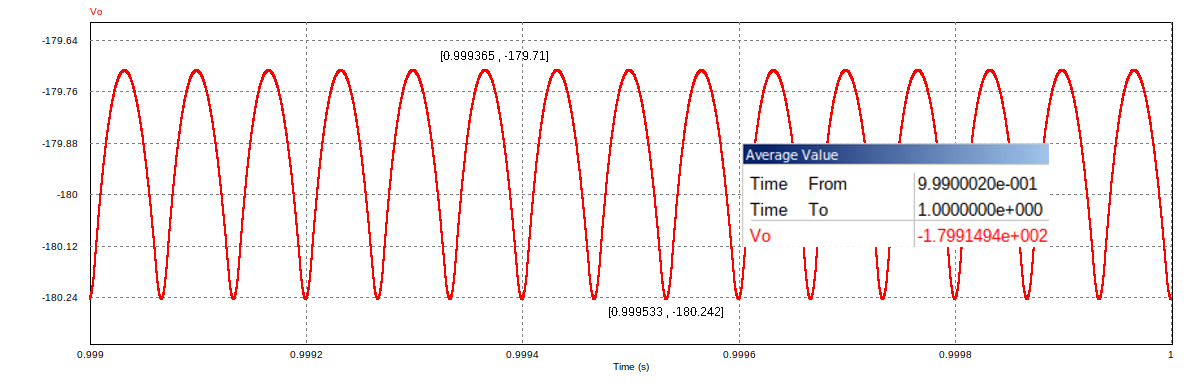 Vo
-179.64
[0.999365 , -179.71]
-179.76
-179.88
Average Value
Time From 9.9900020e-001
-180
Time To 1.0000000e+000
Vo -1.7991494e+002
-180.12
-180.24
[0.999533 , -180.242]
0.999 0.9992 0.9994 0.9996 0.9998 1
Time (s)